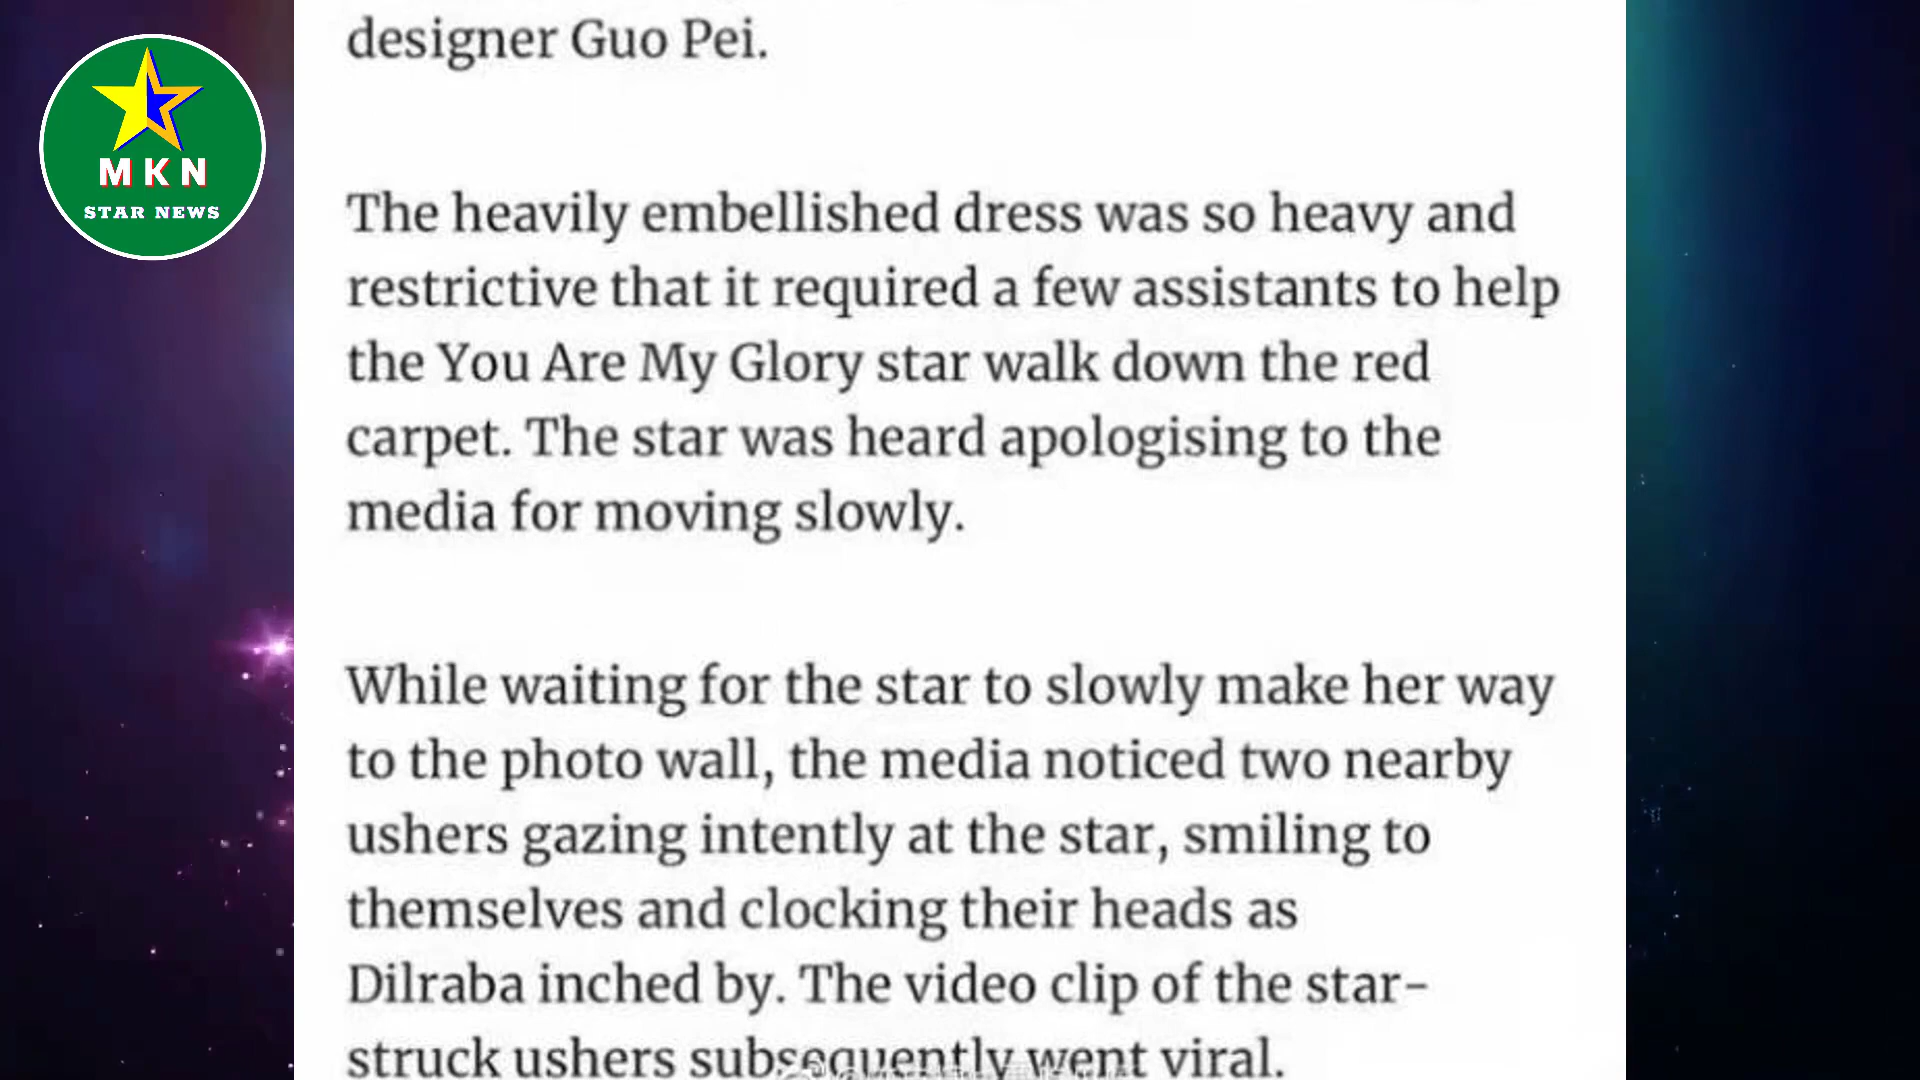 MKN
STAR NEWS
designer Guo Pei.
The heavily embellished dress was so heavy and
restrictive that it required a few assistants to help
the You Are My Glory star walk down the red
carpet. The star was heard apologising to the
media for moving slowly.
While waiting for the star to slowly make her way
to the photo wall, the media noticed two nearby
ushers gazing intently at the star, smiling to
themselves and clocking their heads as
Dilraba inched by. The video clip of the star-
struck ushers subsequently went viral.